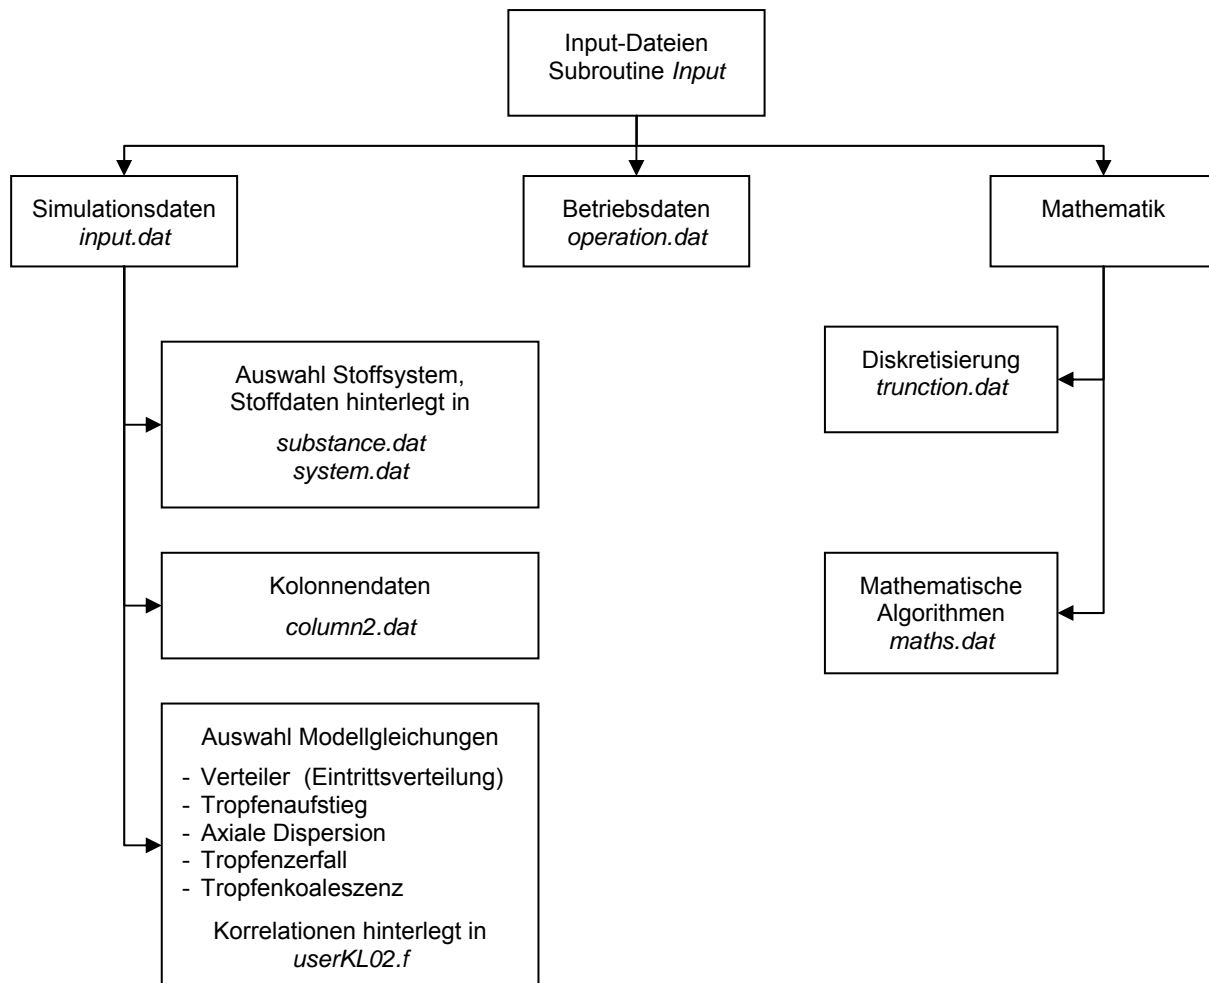 Input-Dateien
Subroutine Input
Simulationsdaten
input.dat
Betriebsdaten
operation.dat
Mathematik
Auswahl Stoffsystem,
Stoffdaten hinterlegt in
substance.dat
system.dat
Kolonnendaten
column2.dat
Auswahl Modellgleichungen
- Verteiler (Eintrittsverteilung)
- Tropfenaufstieg
- Axiale Dispersion
- Tropfenzerfall
- Tropfenkoaleszenz
Korrelationen hinterlegt in
userKL02.f
Diskretisierung
trunction.dat
Mathematische
Algorithmen
maths.dat